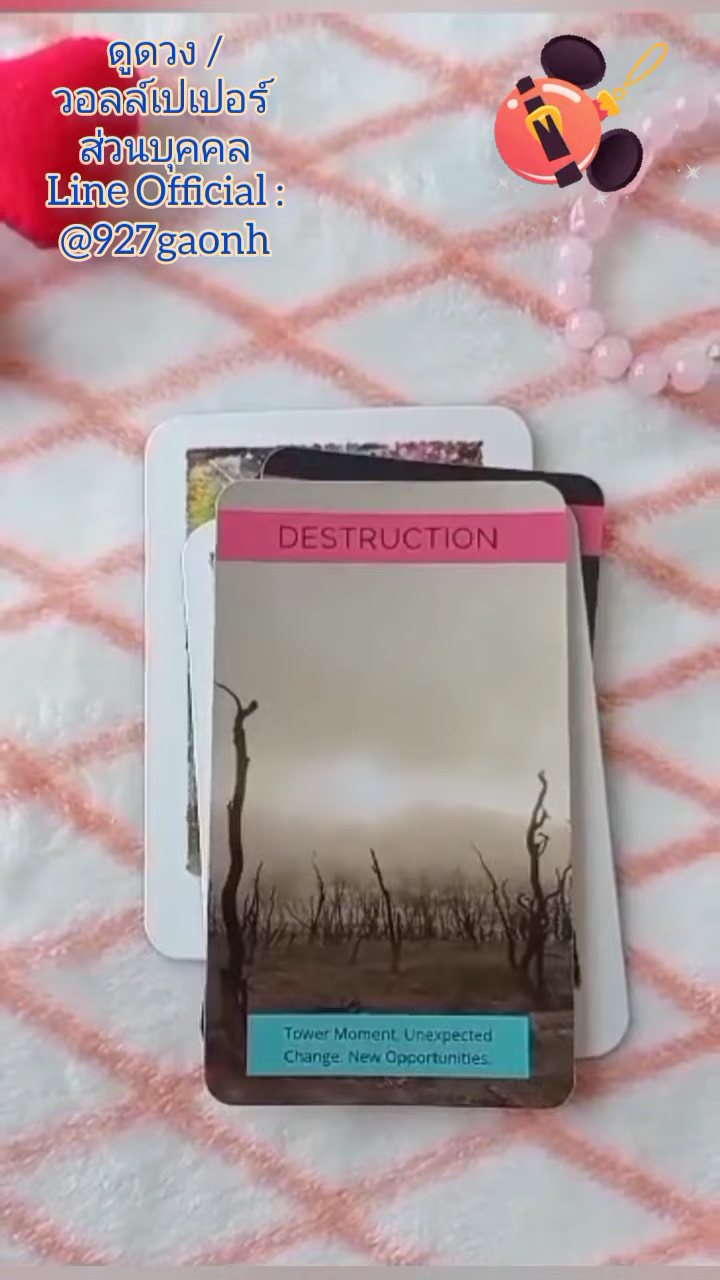 ดูดวง /
วอลล์เปเปอร์
ส่วนบุคคล
Line Official :
@927gaonh
DESTRUCTION
Tower Moment. Unexpected
Change. New Opportunities.